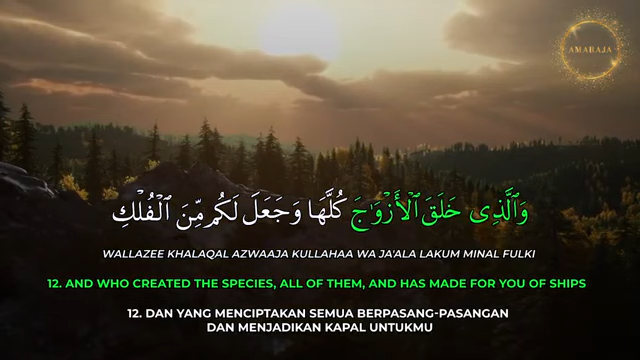 AMARAJA
وَٱلَّذِى خَلَقَ ٱلْأَزْوَٰجَ كُلَّهَا وَجَعَلَ لَكُم مِّنَ ٱلْفُلْكِ
WALLAZEE KHALAQAL AZWAAJA KULLAHAA WA JA'ALA LAKUM MINAL FULKI
12. AND WHO CREATED THE SPECIES, ALL OF THEM, AND HAS MADE FOR YOU OF SHIPS
12. DAN YANG MENCIPTAKAN SEMUA BERPASANG-PASANGAN
DAN MENJADIKAN KAPAL UNTUKMU